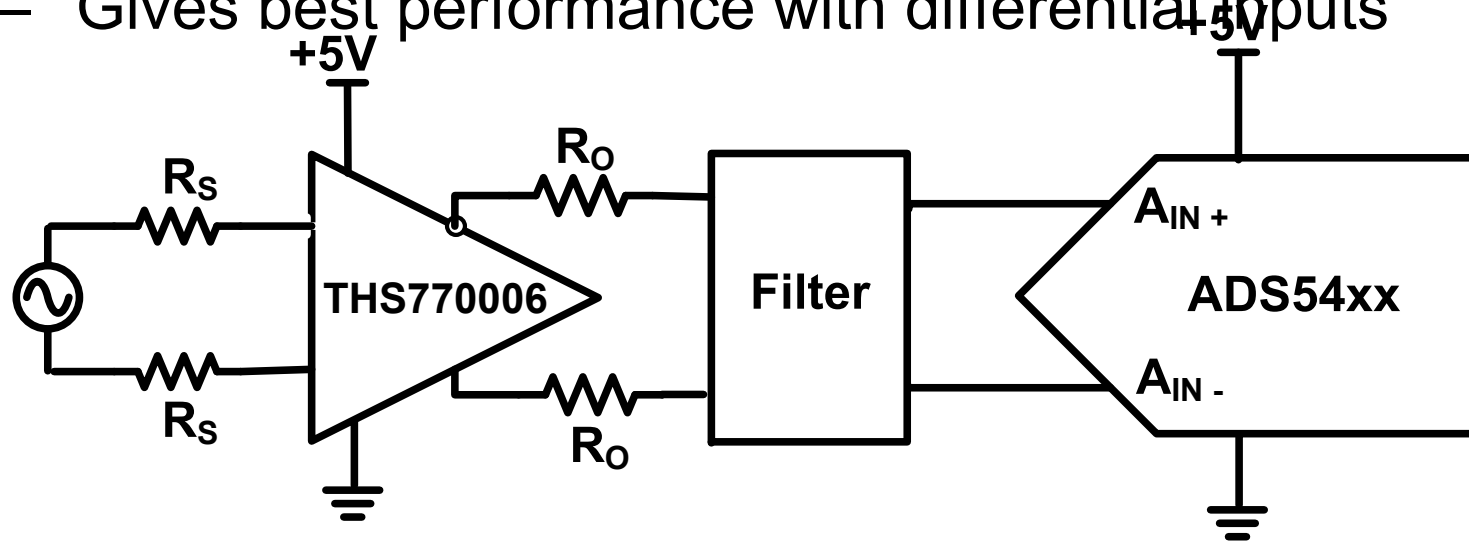 – Gives best performance with differential inputs
+5V
+5V
RS
RO
THS770006
Filter
AIN +
ADS54xx
AIN -
RS
RO